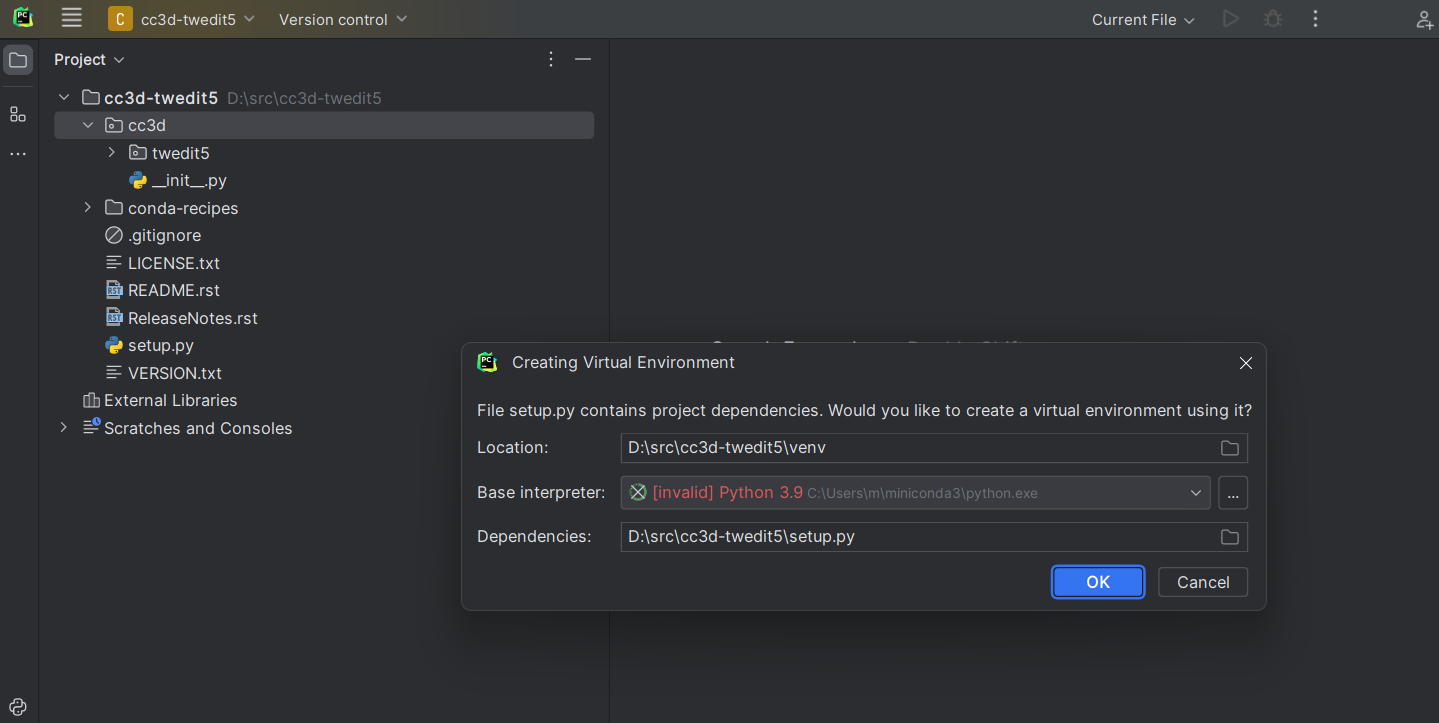 C cc3d-twedit5 Version control Current File
Project
cc3d-twedit5 D:\src\cc3d-twedit5
cc3d
twedit5
__init__.py
conda-recipes
.gitignore
LICENSE.txt
README.rst
ReleaseNotes.rst
setup.py
VERSION.txt
External Libraries
Scratches and Consoles
Creating Virtual Environment
File setup.py contains project dependencies. Would you like to create a virtual environment using it?
Location: D:\src\cc3d-twedit5\venv
Base interpreter: [invalid] Python 3.9 C:\Users\m\miniconda3\python.exe ...
Dependencies: D:\src\cc3d-twedit5\setup.py
OK Cancel